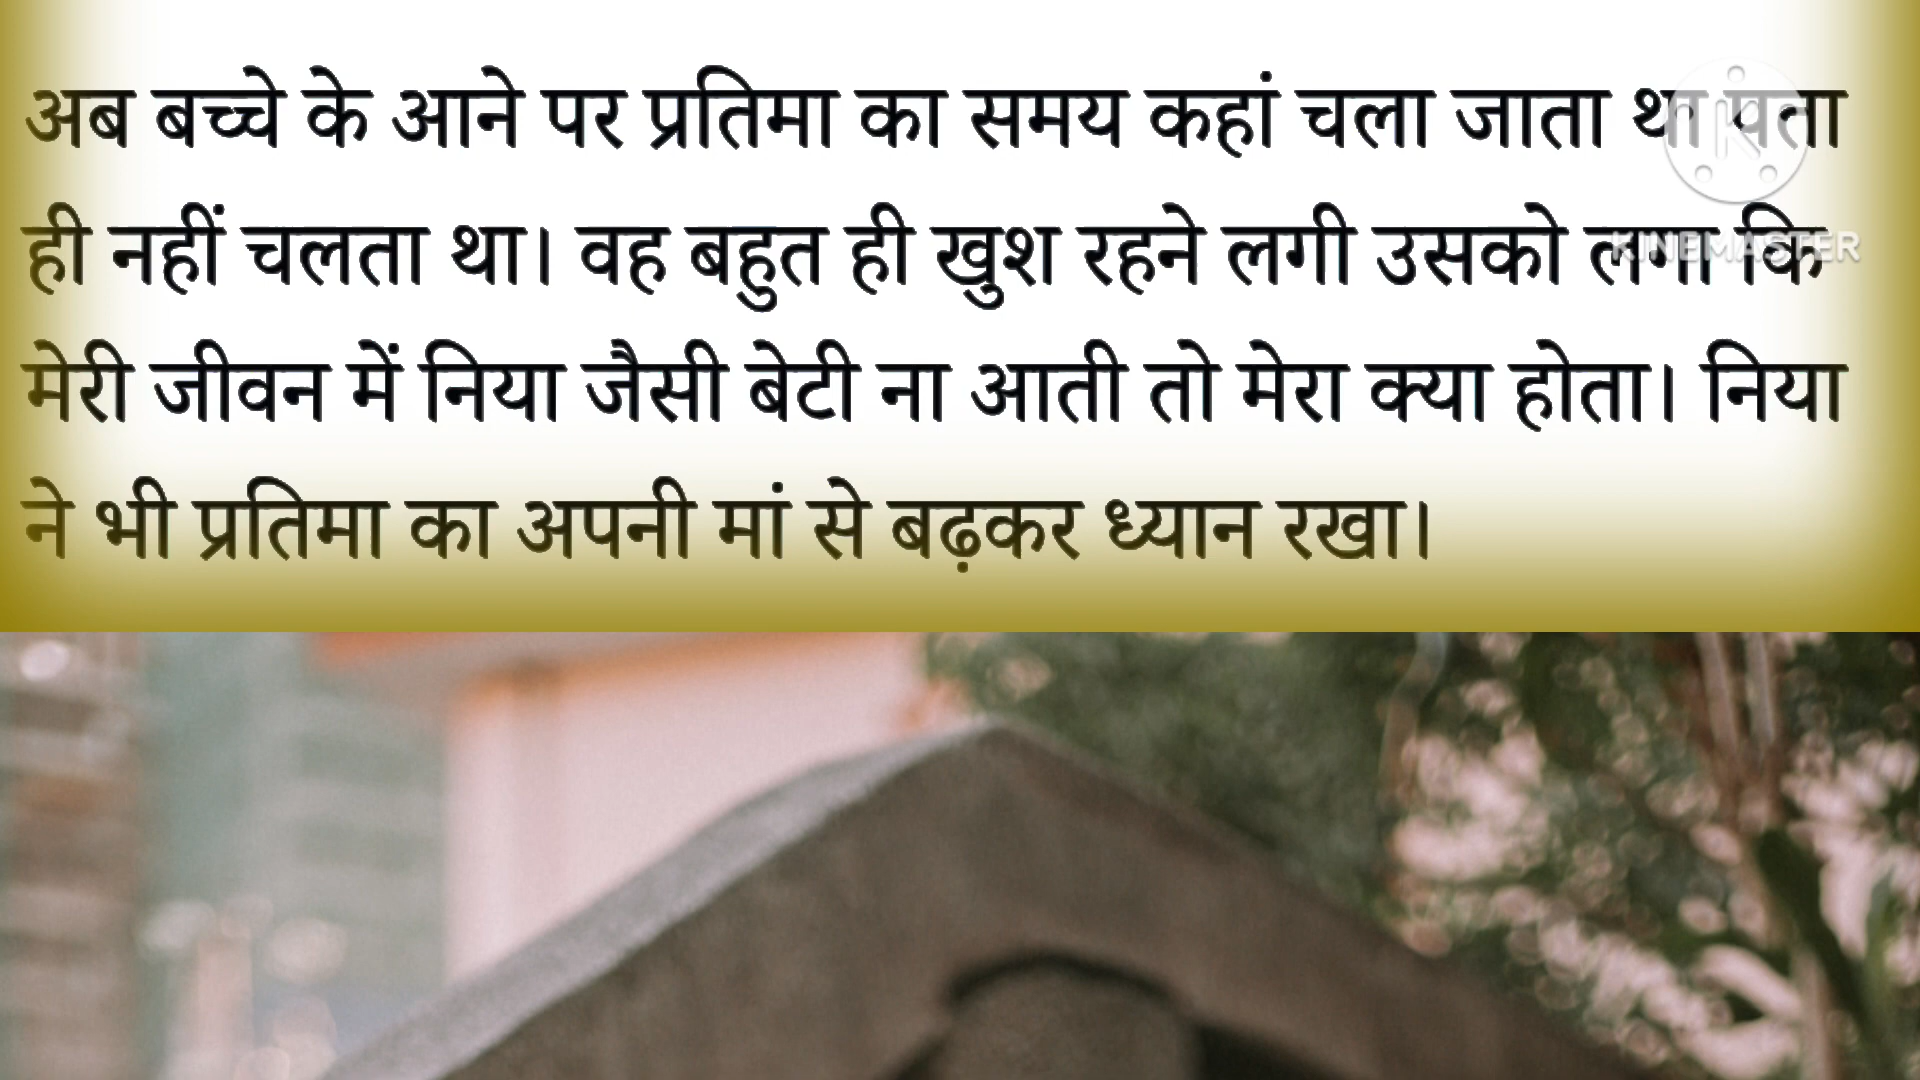 अब बच्चे के आने पर प्रतिमा का समय कहां चला जाता था पता
ही नहीं चलता था। वह बहुत ही खुश रहने लगी उसको लगा कि
मेरी जीवन में निया जैसी बेटी ना आती तो मेरा क्या होता। निया
ने भी प्रतिमा का अपनी मां से बढ़कर ध्यान रखा।
KINEMASTER